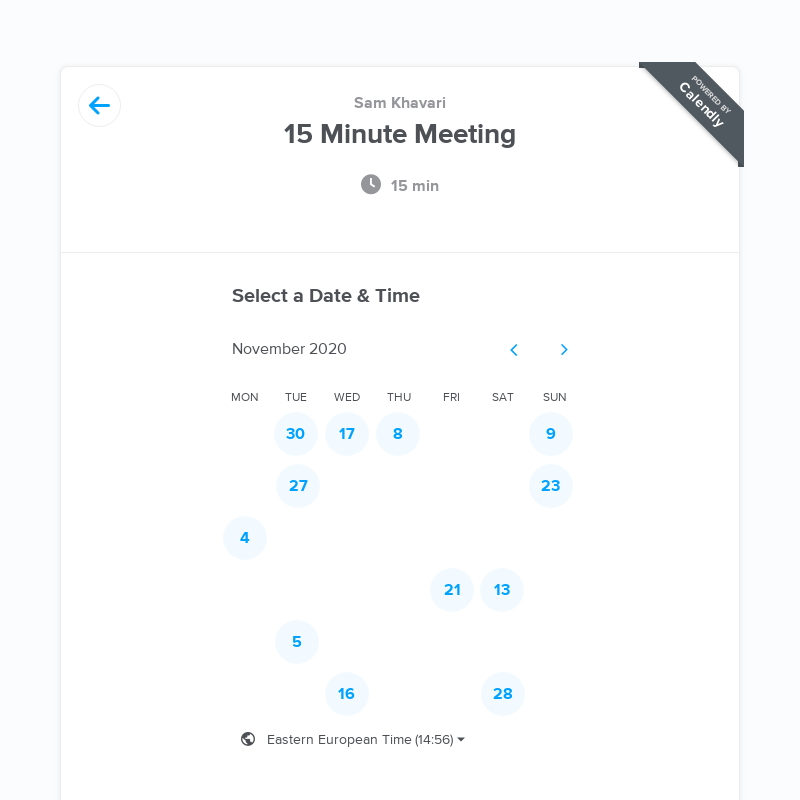 Sam Khavari
POWERED BY
Calendly
15 Minute Meeting
15 min
Select a Date & Time
November 2020
MON TUE WED THU FRI SAT SUN
30 17 8 9
27 23
4
21 13
5
16 28
Eastern European Time (14:56)